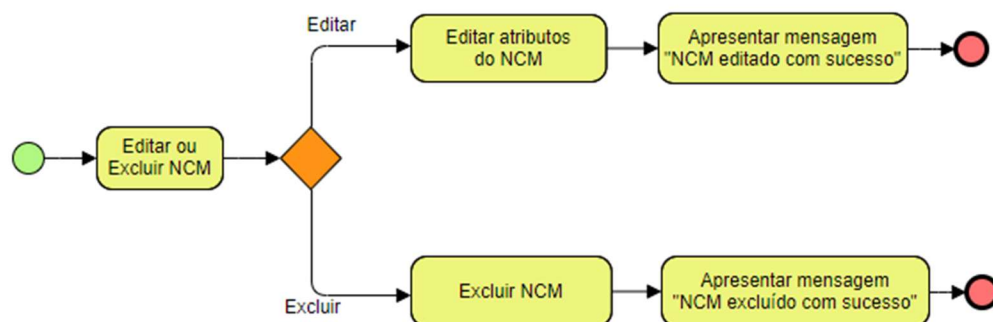 Editar
Editar atributos
do NCM
Apresentar mensagem
"NCM editado com sucesso"
Editar ou
Excluir NCM
Excluir
Excluir NCM
Apresentar mensagem
"NCM excluído com sucesso"